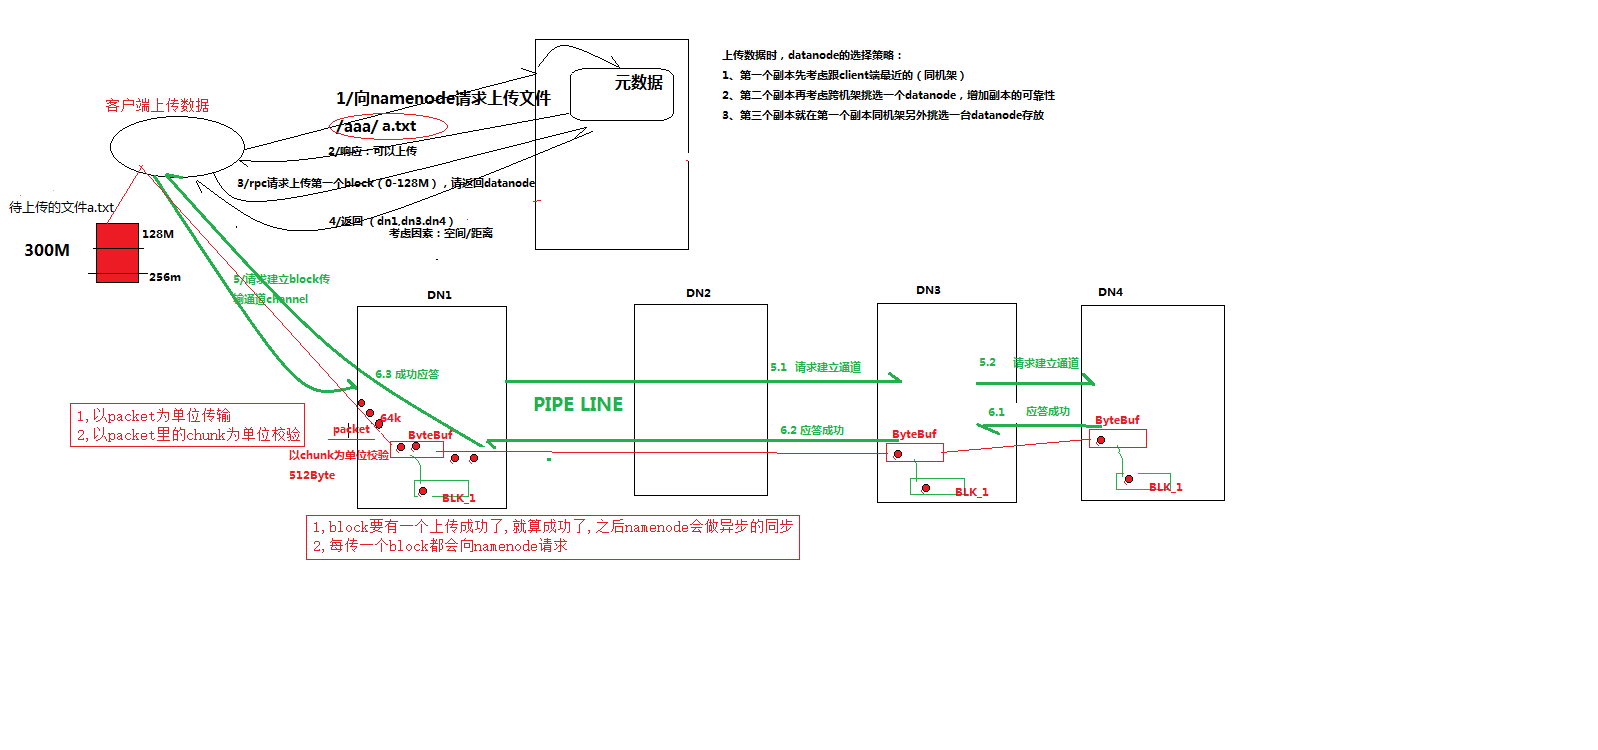 上传数据时，datanode的选择策略：
1、第一个副本先考虑跟client端最近的（同机架）
2、第二个副本再考虑跨机架挑选一个datanode，增加副本的可靠性
3、第三个副本就在第一个副本同机架另外挑选一台datanode存放
元数据
客户端上传数据
1/向namenode请求上传文件
/aaa/ a.txt
2/响应：可以上传
3/rpc请求上传第一个block（0-128M），请返回datanode
4/返回（dn1,dn3.dn4）
考虑因素：空间/距离
待上传的文件a.txt
128M
300M
256m
5/请求建立block传
输通道channel
DN1
DN2
DN3
DN4
6.3 成功应答
5.1 请求建立通道
5.2 请求建立通道
PIPE LINE
6.1 应答成功
6.2 应答成功
1,以packet为单位传输
2,以packet里的chunk为单位校验
64k
packet
ByteBuf
ByteBuf
ByteBuf
以chunk为单位校验
512Byte
BLK_1
BLK_1
BLK_1
1,block要有一个上传成功了,就算成功了,之后namenode会做异步的同步
2,每传一个block都会向namenode请求